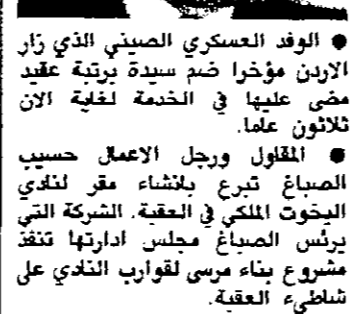 ● الوفد العسكري الصيني الذي زار
الاردن مؤخرا ضم سيدة برتبة عقيد
مضى عليها في الخدمة لغاية الان
ثلاثون عاما.
● المقاول ورجل الاعمال حسيب
الصباغ تبرع بانشاء مقر لنادي
اليخوت الملكي في العقبة. الشركة التي
يرئس الصباغ مجلس ادارتها تنفذ
مشروع بناء مرسى لقوارب النادي على
شاطيء العقبة.